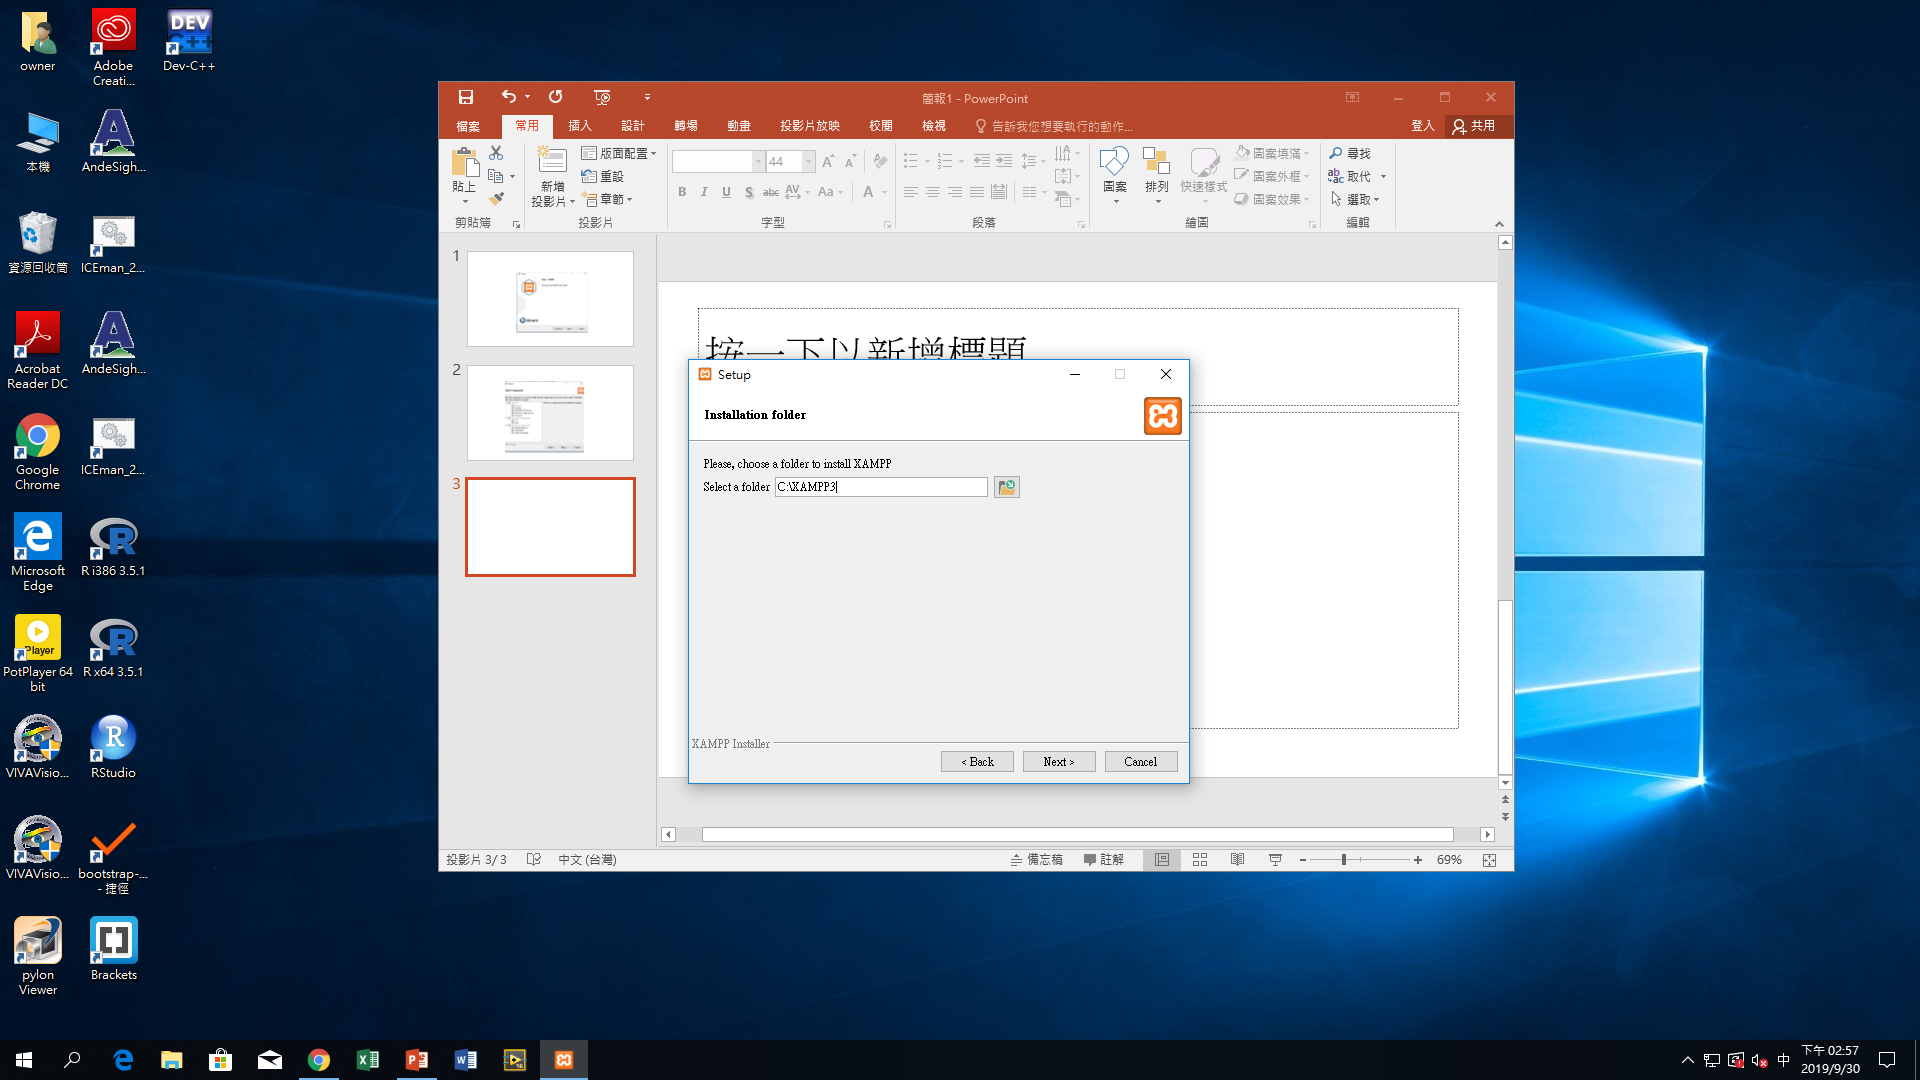 owner
Adobe
Creati...
Dev-C++
本機
AndeSigh...
資源回收筒
ICEman_2...
Acrobat
Reader DC
AndeSigh...
Google
Chrome
ICEman_2...
Microsoft
Edge
R i386 3.5.1
PotPlayer 64
bit
R x64 3.5.1
VIVAVisio...
RStudio
VIVAVisio...
bootstrap-...
- 捷徑
pylon
Viewer
Brackets
簡報1 - PowerPoint
檔案 常用 插入 設計 轉場 動畫 投影片放映 校閱 檢視 告訴我您想要執行的動作... 登入 共用
貼上
新增
投影片
版面配置
重設
章節
44
B I U S abc AV Aa A
圖案 排列 快速樣式
圖案填滿
圖案外框
圖案效果
尋找
取代
選取
剪貼簿 投影片 字型 段落 繪圖 編輯
1
2
3
按一下以新增標題
Setup
Installation folder
Please, choose a folder to install XAMPP
Select a folder C:\XAMPP3
XAMPP Installer
< Back Next > Cancel
投影片 3/ 3 中文 (台灣) 備忘稿 註解 69%
中
下午 02:57
2019/9/30